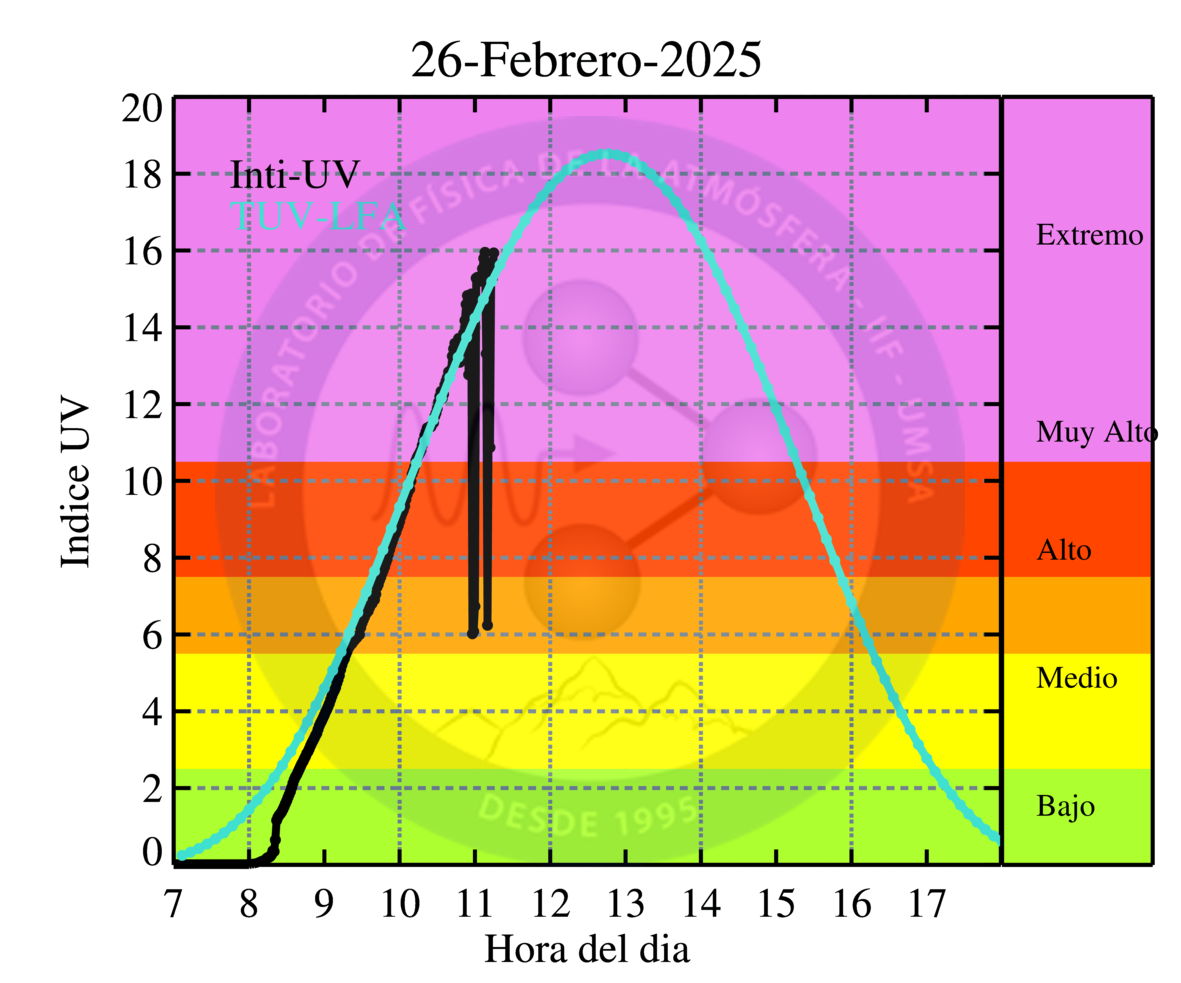 26-Febrero-2025
20
18
16
14
12
10
8
6
4
2
0
Indice UV
Inti-UV
TUV-LFA
LABORATORIO DE FÍSICA DE LA ATMÓSFERA - IIF - UMSA
DESDE 1995
Extremo
Muy Alto
Alto
Medio
Bajo
7 8 9 10 11 12 13 14 15 16 17
Hora del dia